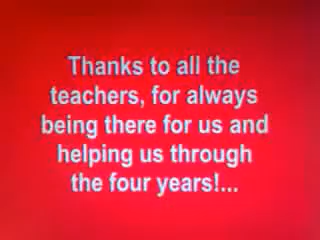 Thanks to all the
teachers, for always
being there for us and
helping us through
the four years!...